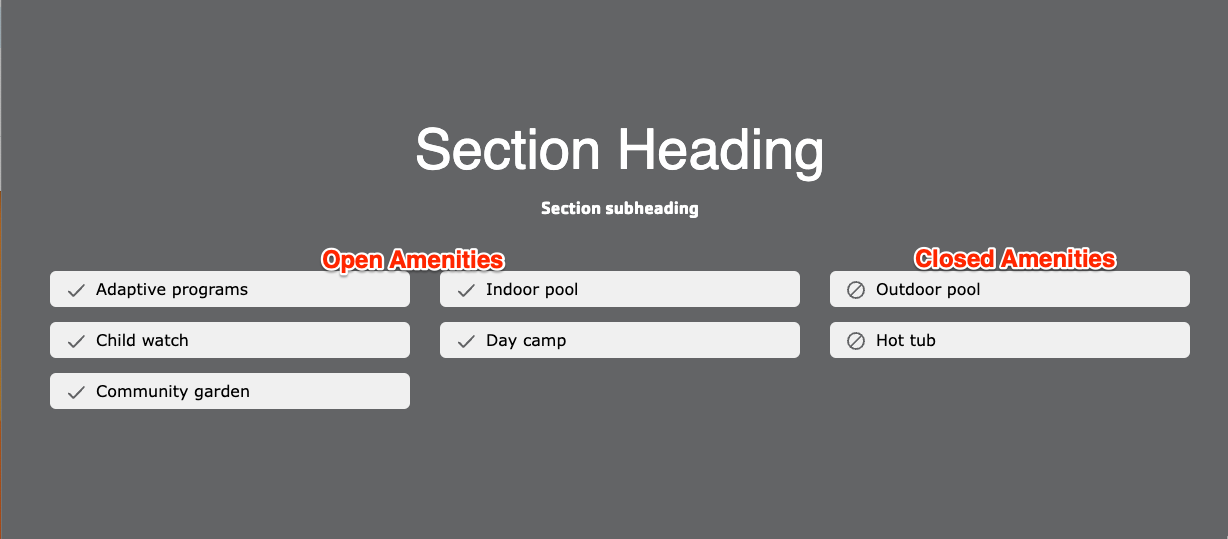 Section Heading
Section subheading
Open Amenities
Closed Amenities
Adaptive programs
Indoor pool
Outdoor pool
Child watch
Day camp
Hot tub
Community garden